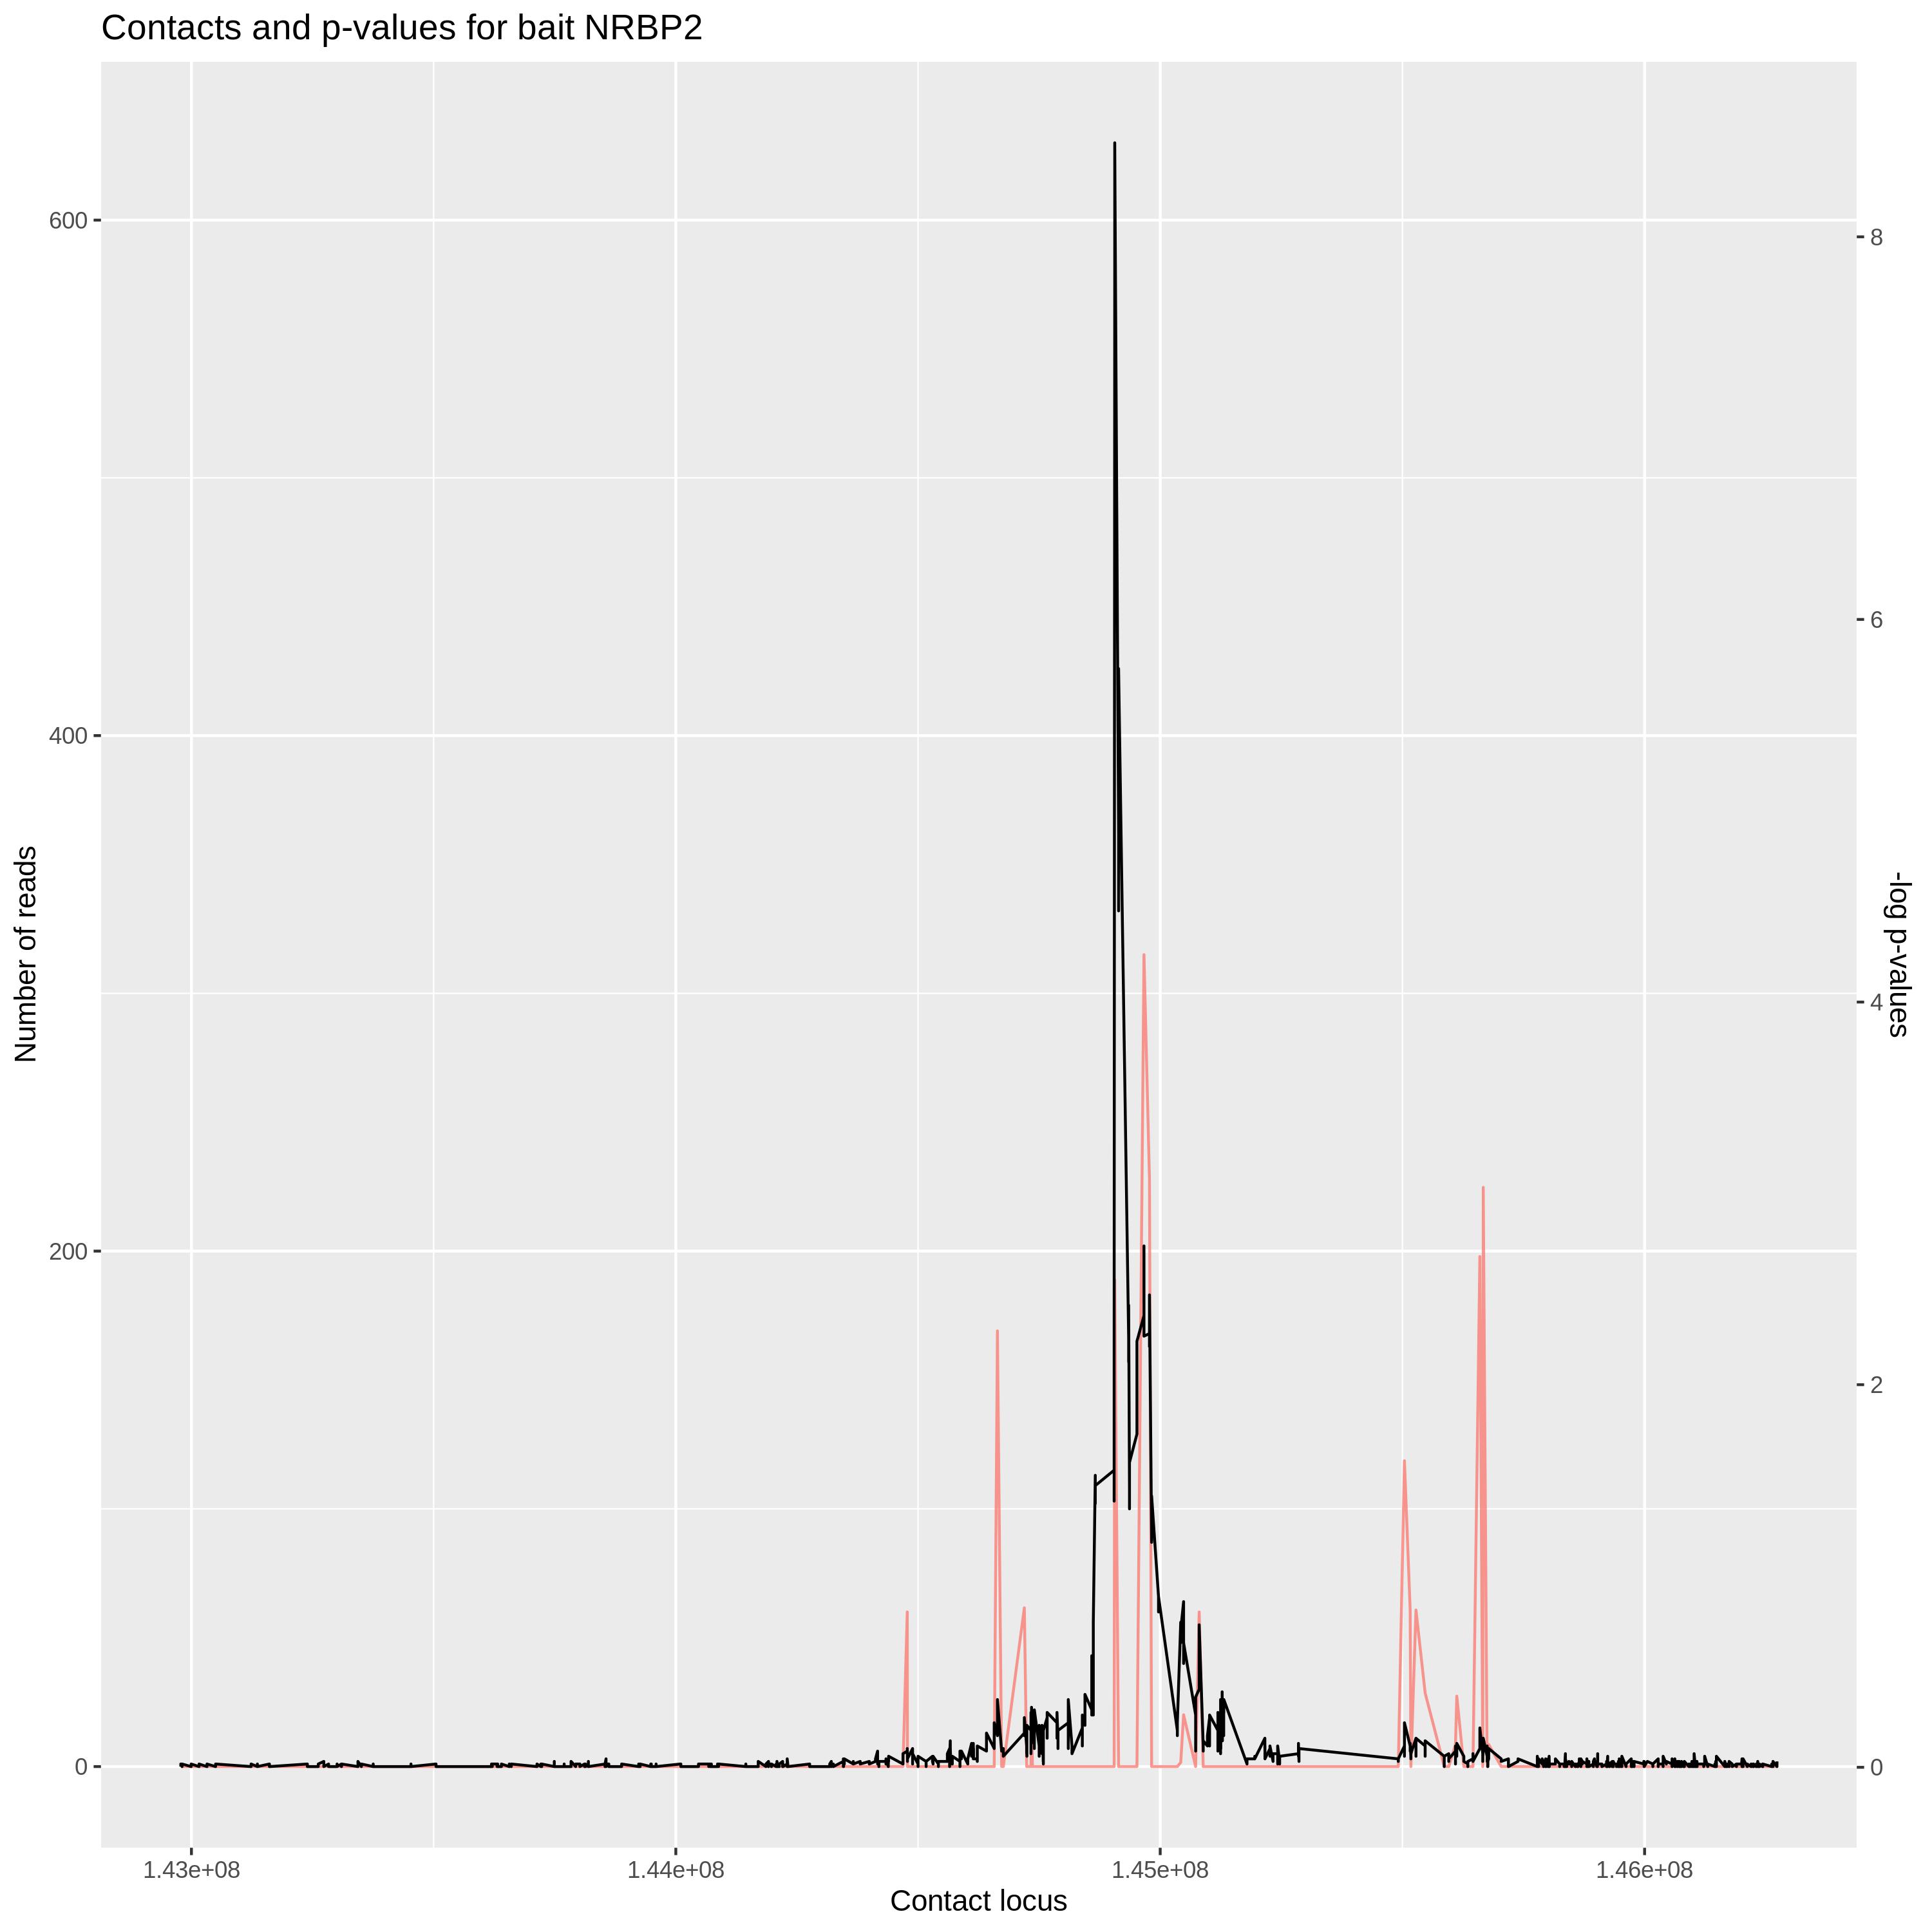 Contacts and p-values for bait NRBP2
600
400
200
0
Number of reads
8
6
4
2
0
-log p-values
1.43e+08
1.44e+08
1.45e+08
1.46e+08
Contact locus